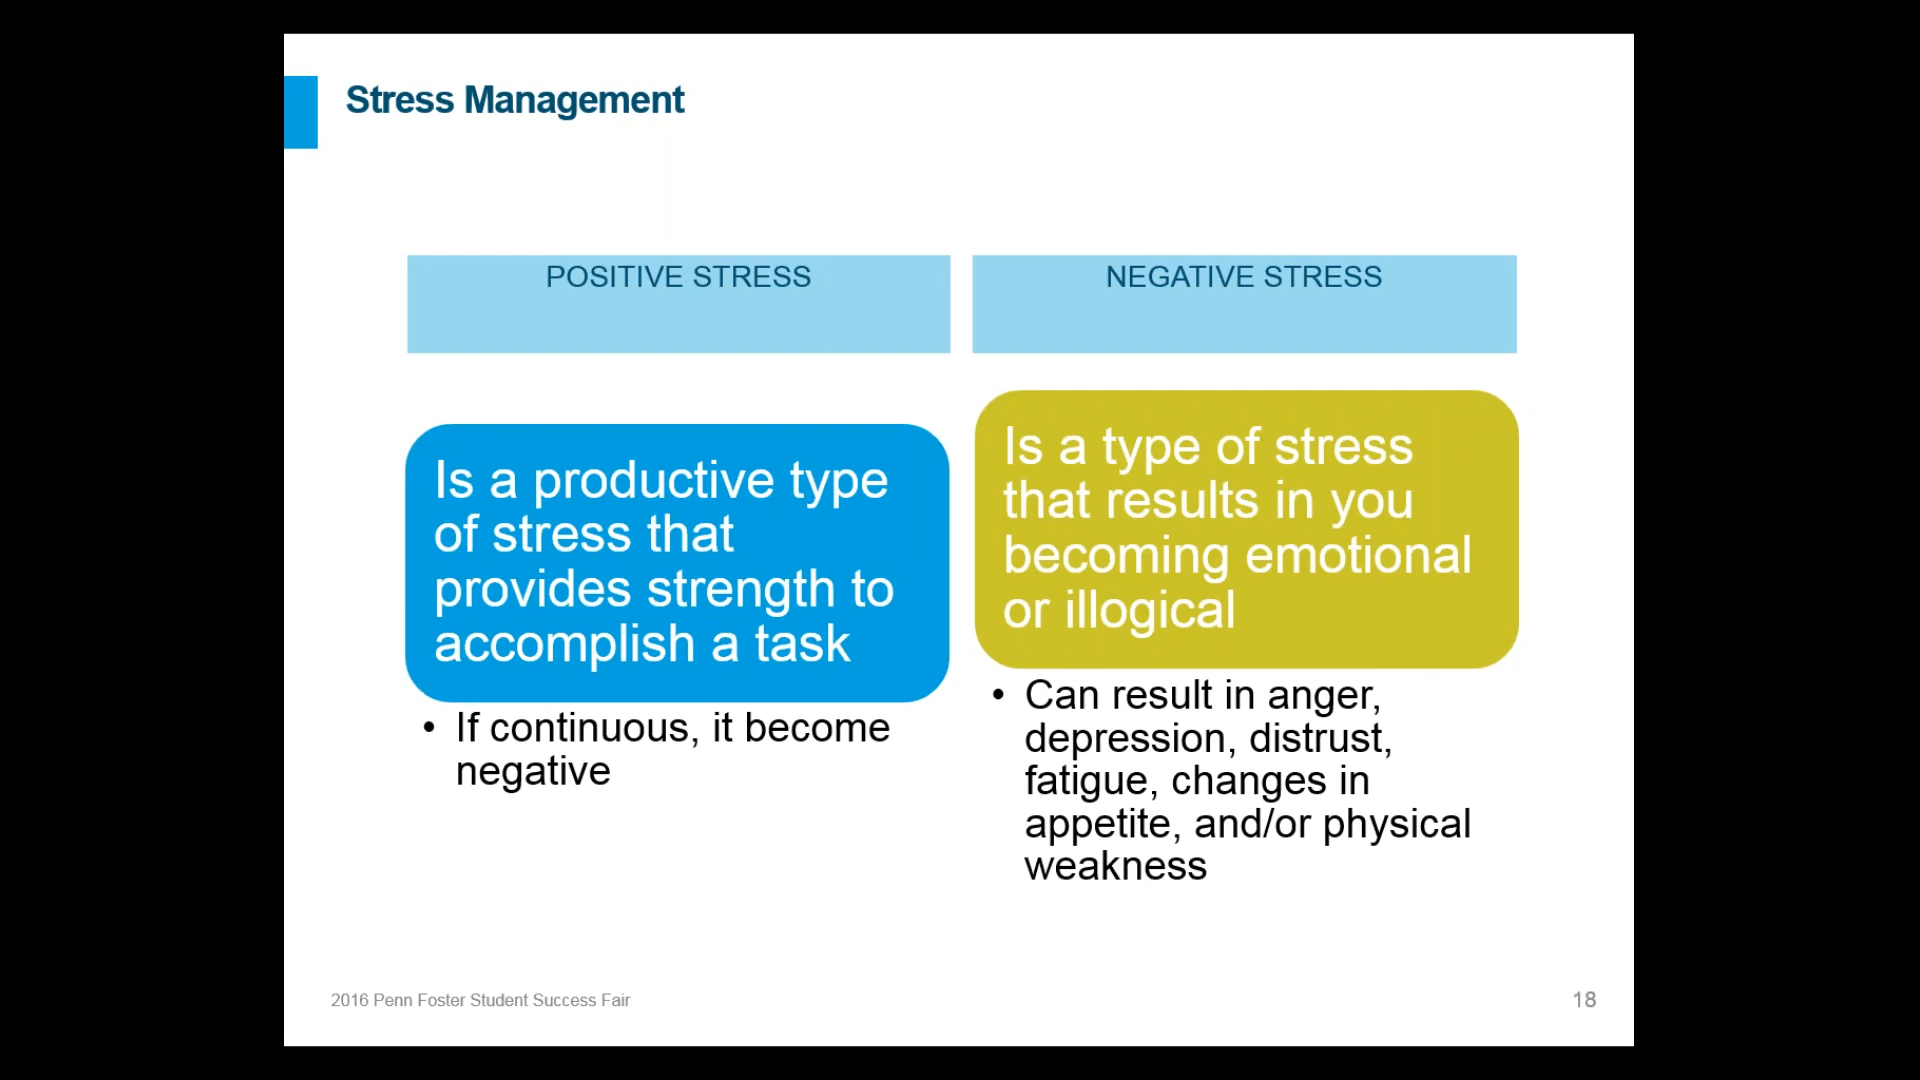 Stress Management
POSITIVE STRESS
Is a productive type
of stress that
provides strength to
accomplish a task
• If continuous, it become
negative
NEGATIVE STRESS
Is a type of stress
that results in you
becoming emotional
or illogical
• Can result in anger,
depression, distrust,
fatigue, changes in
appetite, and/or physical
weakness
2016 Penn Foster Student Success Fair
18